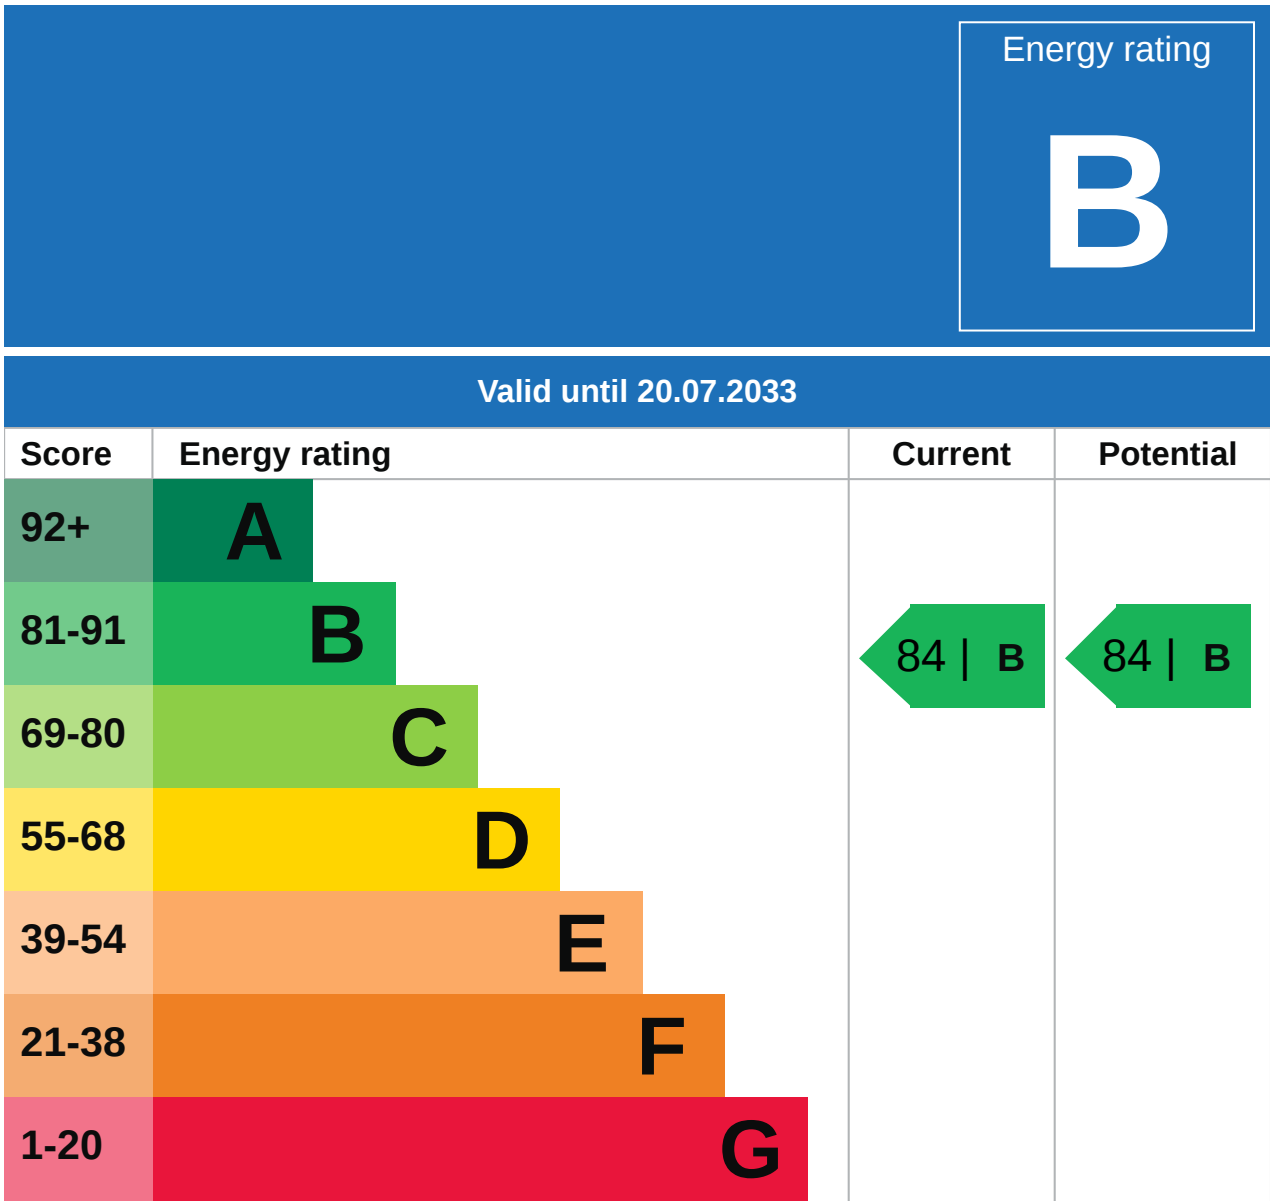 Energy rating
B
Valid until 20.07.2033
Score Energy rating Current Potential
92+ A
81-91 B 84 | B 84 | B
69-80 C
55-68 D
39-54 E
21-38 F
1-20 G